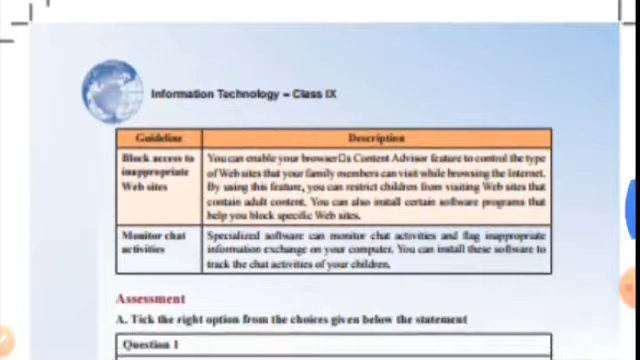 Information Technology – Class IX
Guideline
Description
Block access to
inappropriate
Web sites
You can enable your browser□s Content Advisor feature to control the type
of Web sites that your family members can visit while browsing the Internet.
By using this feature, you can restrict children from visiting Web sites that
contain adult content. You can also install certain software programs that
help you block specific Web sites.
Monitor chat
activities
Specialized software can monitor chat activities and flag inappropriate
information exchange on your computer. You can install these software to
track the chat activities of your children.
Assessment
A. Tick the right option from the choices given below the statement
Question 1